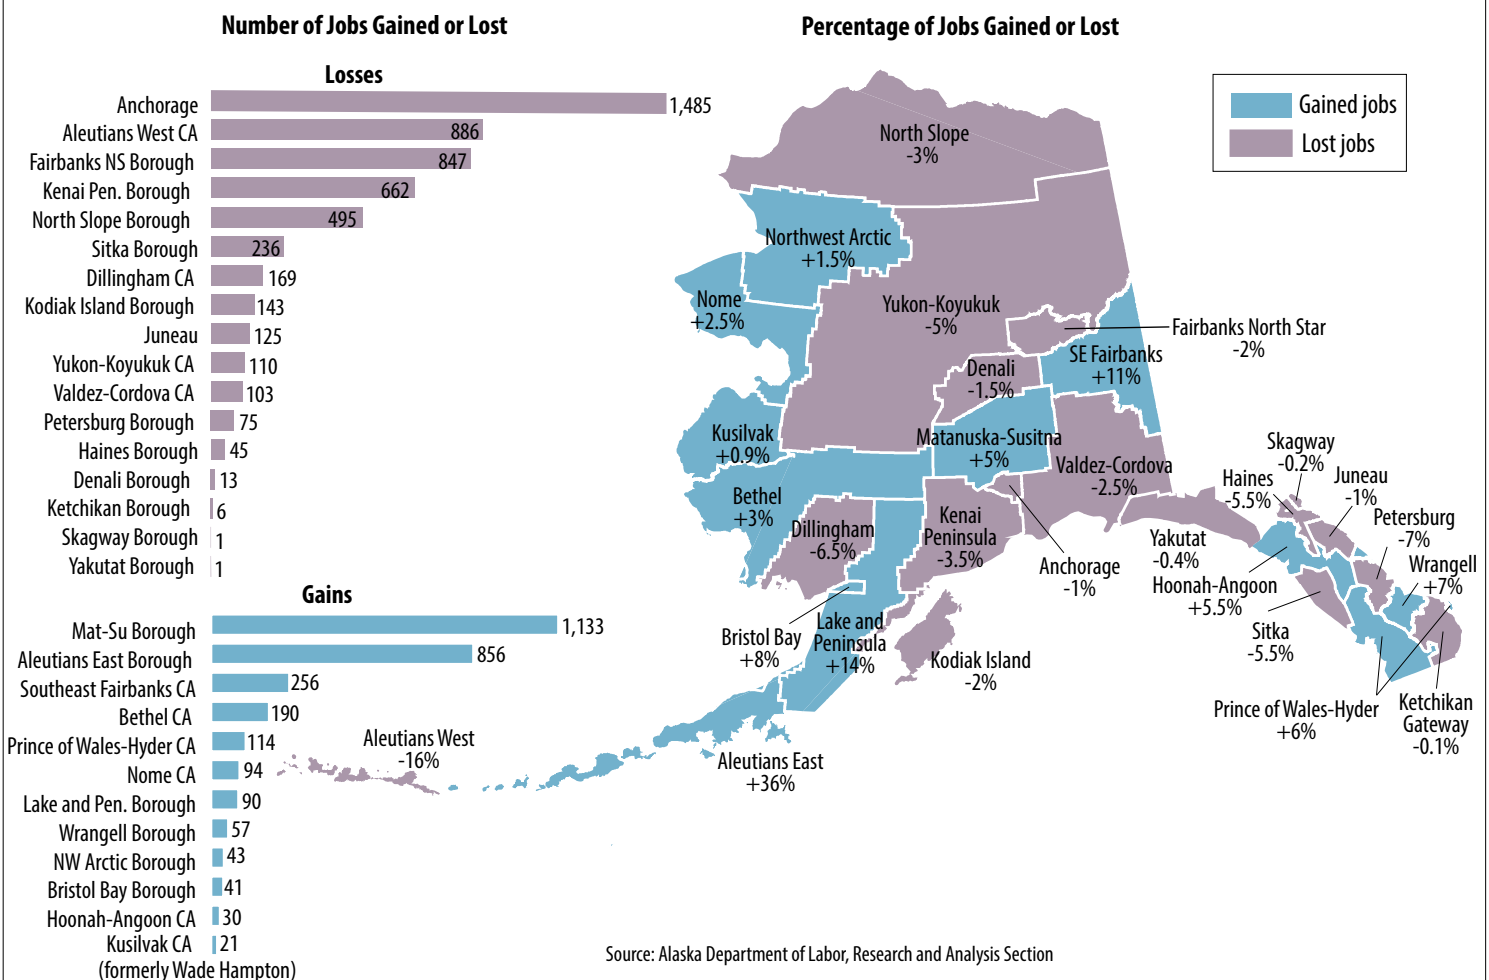 Number of Jobs Gained or Lost
Losses
Anchorage 1,485
Aleutians West CA 886
Fairbanks NS Borough 847
Kenai Pen. Borough 662
North Slope Borough 495
Sitka Borough 236
Dillingham CA 169
Kodiak Island Borough 143
Juneau 125
Yukon-Koyukuk CA 110
Valdez-Cordova CA 103
Petersburg Borough 75
Haines Borough 45
Denali Borough 13
Ketchikan Borough 6
Skagway Borough 1
Yakutat Borough 1
Gains
Mat-Su Borough 1,133
Aleutians East Borough 856
Southeast Fairbanks CA 256
Bethel CA 190
Prince of Wales-Hyder CA 114
Nome CA 94
Lake and Pen. Borough 90
Wrangell Borough 57
NW Arctic Borough 43
Bristol Bay Borough 41
Hoonah-Angoon CA 30
Kusilvak CA 21
(formerly Wade Hampton)
Percentage of Jobs Gained or Lost
Gained jobs
Lost jobs
North Slope
-3%
Northwest Arctic
+1.5%
Nome
+2.5%
Yukon-Koyukuk
-5%
Fairbanks North Star
-2%
SE Fairbanks
+11%
Denali
-1.5%
Kusilvak
+0.9%
Matanuska-Susitna
+5%
Valdez-Cordova
-2.5%
Bethel
+3%
Dillingham
-6.5%
Kenai
Peninsula
-3.5%
Anchorage
-1%
Skagway
-0.2%
Haines
-5.5%
Juneau
-1%
Petersburg
-7%
Yakutat
-0.4%
Wrangell
+7%
Hoonah-Angoon
+5.5%
Sitka
-5.5%
Bristol Bay
+8%
Lake and
Peninsula
+14%
Kodiak Island
-2%
Prince of Wales-Hyder
+6%
Ketchikan
Gateway
-0.1%
Aleutians West
-16%
Aleutians East
+36%
Source: Alaska Department of Labor, Research and Analysis Section